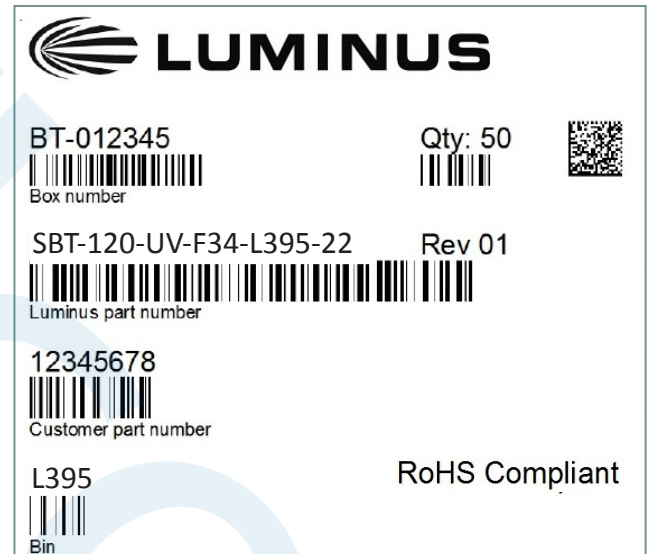 LUMINUS
BT-012345 Qty: 50
Box number
SBT-120-UV-F34-L395-22 Rev 01
Luminus part number
12345678
Customer part number
L395 RoHS Compliant
Bin